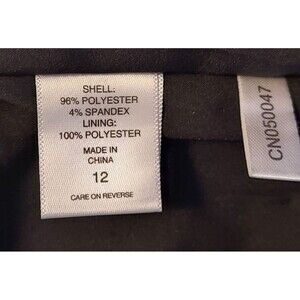 SHELL:
96% POLYESTER
4% SPANDEX
LINING:
100% POLYESTER
MADE IN
CHINA
12
CARE ON REVERSE
CN050047